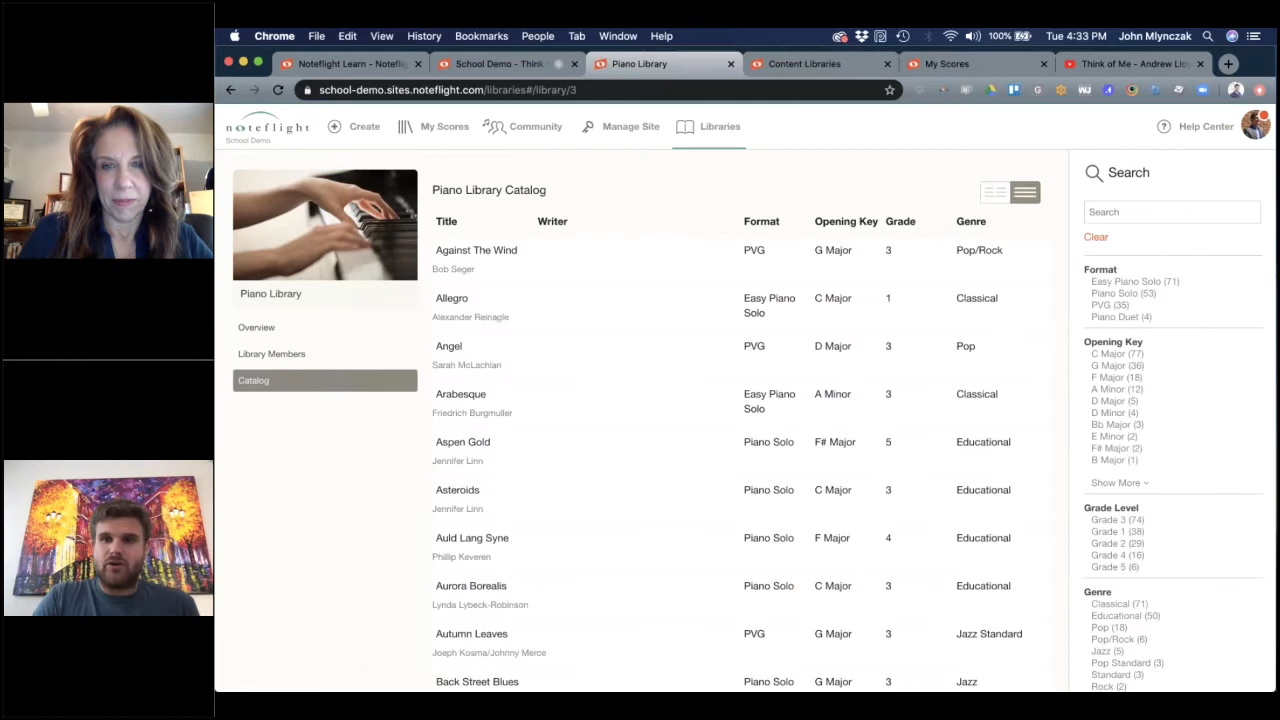 Chrome File Edit View History Bookmarks People Tab Window Help 100% Tue 4:33 PM John Mlynczak
Noteflight Learn - Noteflig School Demo - Think Piano Library Content Libraries My Scores Think of Me - Andrew Llo
school-demo.sites.noteflight.com/libraries#/library/3
noteflight Create My Scores Community Manage Site Libraries Help Center
School Demo
Piano Library
Overview
Library Members
Catalog
Piano Library Catalog
Title Writer Format Opening Key Grade Genre
Against The Wind PVG G Major 3 Pop/Rock
Bob Seger
Allegro Easy Piano Solo C Major 1 Classical
Alexander Reinagle
Angel PVG D Major 3 Pop
Sarah McLachlan
Arabesque Easy Piano Solo A Minor 3 Classical
Friedrich Burgmuller
Aspen Gold Piano Solo F# Major 5 Educational
Jennifer Linn
Asteroids Piano Solo C Major 3 Educational
Jennifer Linn
Auld Lang Syne Piano Solo F Major 4 Educational
Phillip Keveren
Aurora Borealis Piano Solo C Major 3 Educational
Lynda Lybeck-Robinson
Autumn Leaves PVG G Major 3 Jazz Standard
Joeph Kosma/Johnny Merce
Back Street Blues Piano Solo G Major 3 Jazz
Search
Search
Clear
Format
Easy Piano Solo (71)
Piano Solo (53)
PVG (35)
Piano Duet (4)
Opening Key
C Major (77)
G Major (36)
F Major (18)
A Minor (12)
D Major (5)
D Minor (4)
Bb Major (3)
E Minor (2)
F# Major (2)
B Major (1)
Show More
Grade Level
Grade 3 (74)
Grade 1 (38)
Grade 2 (29)
Grade 4 (16)
Grade 5 (6)
Genre
Classical (71)
Educational (50)
Pop (18)
Pop/Rock (6)
Jazz (5)
Pop Standard (3)
Standard (3)
Rock (2)